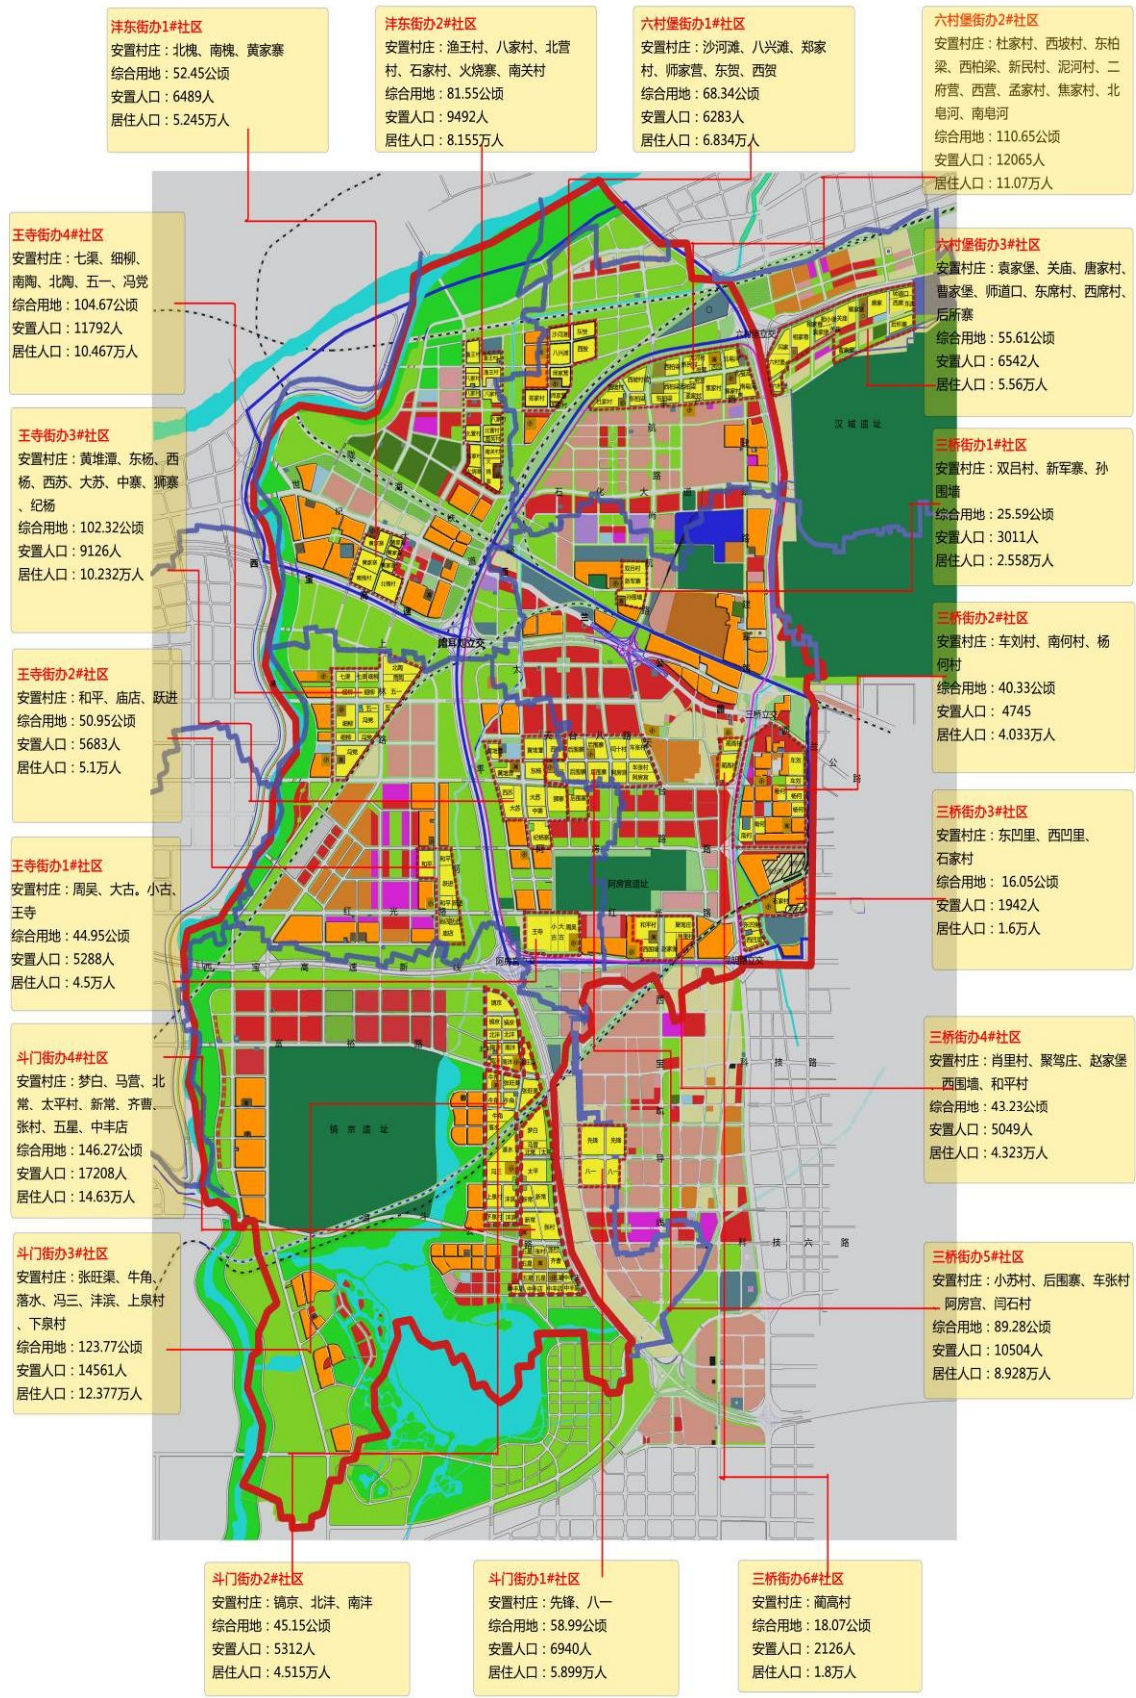 沣东街办1#社区
安置村庄：北槐、南槐、黄家寨
综合用地：52.45公顷
安置人口：6489人
居住人口：5.245万人
沣东街办2#社区
安置村庄：渔王村、八家村、北营
村、石家村、火烧寨、南关村
综合用地：81.55公顷
安置人口：9492人
居住人口：8.155万人
六村堡街办1#社区
安置村庄：沙河滩、八兴滩、郑家
村、师家营、东贺、西贺
综合用地：68.34公顷
安置人口：6283人
居住人口：6.834万人
六村堡街办2#社区
安置村庄：杜家村、西坡村、东柏
梁、西柏梁、新民村、泥河村、二
府营、西营、孟家村、焦家村、北
皂河、南皂河
综合用地：110.65公顷
安置人口：12065人
居住人口：11.07万人
王寺街办4#社区
安置村庄：七渠、细柳、
南陶、北陶、五一、冯党
综合用地：104.67公顷
安置人口：11792人
居住人口：10.467万人
六村堡街办3#社区
安置村庄：袁家堡、关庙、唐家村、
曹家堡、师道口、东席村、西席村、
后所寨
综合用地：55.61公顷
安置人口：6542人
居住人口：5.56万人
王寺街办3#社区
安置村庄：黄堆潭、东杨、西
杨、西苏、大苏、中寨、狮寨
、纪杨
综合用地：102.32公顷
安置人口：9126人
居住人口：10.232万人
三桥街办1#社区
安置村庄：双吕村、新军寨、孙
围墙
综合用地：25.59公顷
安置人口：3011人
居住人口：2.558万人
三桥街办2#社区
安置村庄：车刘村、南何村、杨
何村
综合用地：40.33公顷
安置人口： 4745
居住人口：4.033万人
王寺街办2#社区
安置村庄：和平、庙店、跃进
综合用地：50.95公顷
安置人口：5683人
居住人口：5.1万人
三桥街办3#社区
安置村庄：东凹里、西凹里、
石家村
综合用地： 16.05公顷
安置人口：1942人
居住人口：1.6万人
王寺街办1#社区
安置村庄：周吴、大古，小古、
王寺
综合用地：44.95公顷
安置人口：5288人
居住人口：4.5万人
斗门街办4#社区
安置村庄：梦白、马营、北
常、太平村、新常、齐曹、
张村、五星、中丰店
综合用地：146.27公顷
安置人口：17208人
居住人口：14.63万人
三桥街办4#社区
安置村庄：肖里村、聚驾庄、赵家堡
、西围墙、和平村
综合用地：43.23公顷
安置人口：5049人
居住人口：4.323万人
斗门街办3#社区
安置村庄：张旺渠、牛角、
落水、冯三、沣滨、上泉村
、下泉村
综合用地：123.77公顷
安置人口：14561人
居住人口：12.377万人
三桥街办5#社区
安置村庄：小苏村、后围寨、车张村
、阿房宫、闫石村
综合用地：89.28公顷
安置人口：10504人
居住人口：8.928万人
斗门街办2#社区
安置村庄：镐京、北沣、南沣
综合用地：45.15公顷
安置人口：5312人
居住人口：4.515万人
斗门街办1#社区
安置村庄：先锋、八一
综合用地：58.99公顷
安置人口：6940人
居住人口：5.899万人
三桥街办6#社区
安置村庄：蔺高村
综合用地：18.07公顷
安置人口：2126人
居住人口：1.8万人
汉城遗址
石化大道
帽耳刘立交
三桥立交
阿房宫遗址
红光路
西宝高速新线
富裕路
镐京遗址
科技路
科技六路
双吕村
新军寨
孙围墙
先锋 先锋
八一 八一